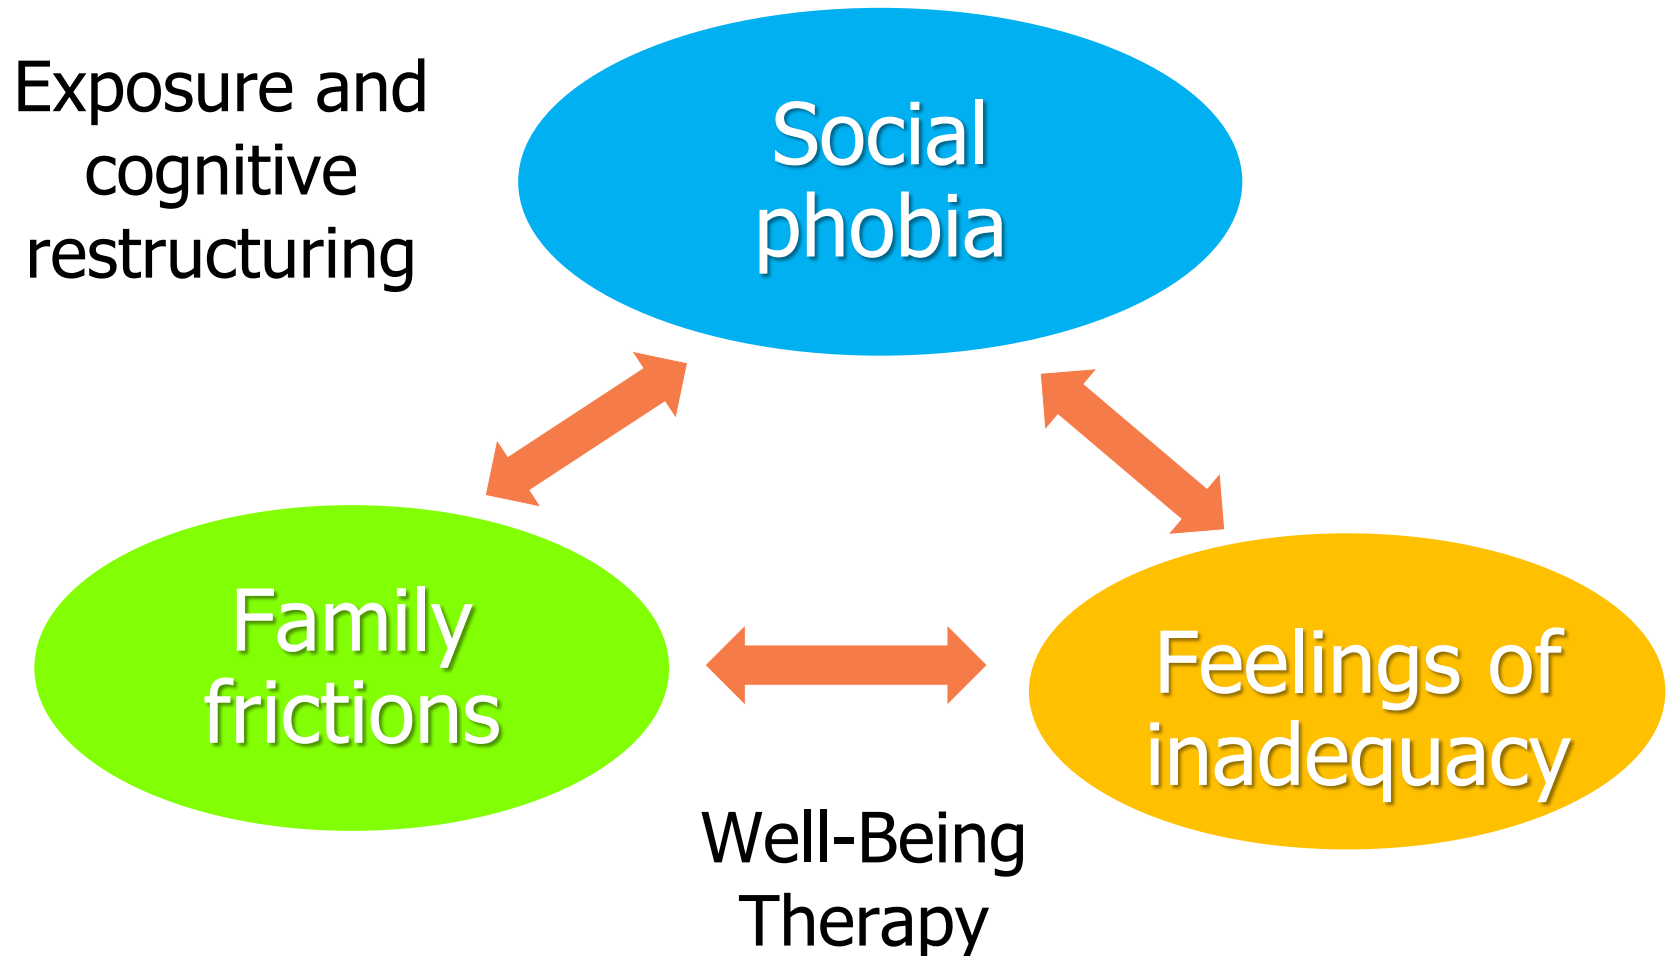 Exposure and
cognitive
restructuring
Social
phobia
Family
frictions
Feelings of
inadequacy
Well-Being
Therapy